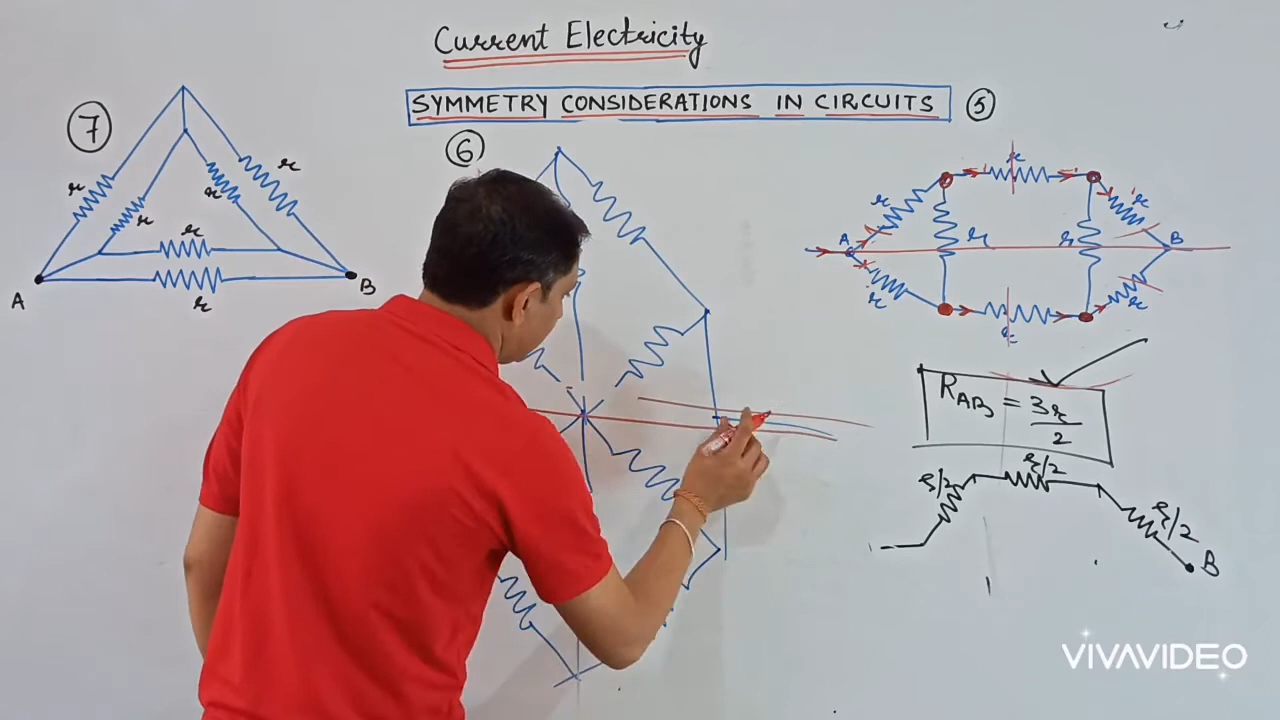 Current Electricity
SYMMETRY CONSIDERATIONS IN CIRCUITS
7
r
r
r
r
r
r
A
B
6
5
r
r
r
r
r
r
r
r
A
B
R_AB = 3r/2
r/2
r/2
r/2
B
VIVAVIDEO